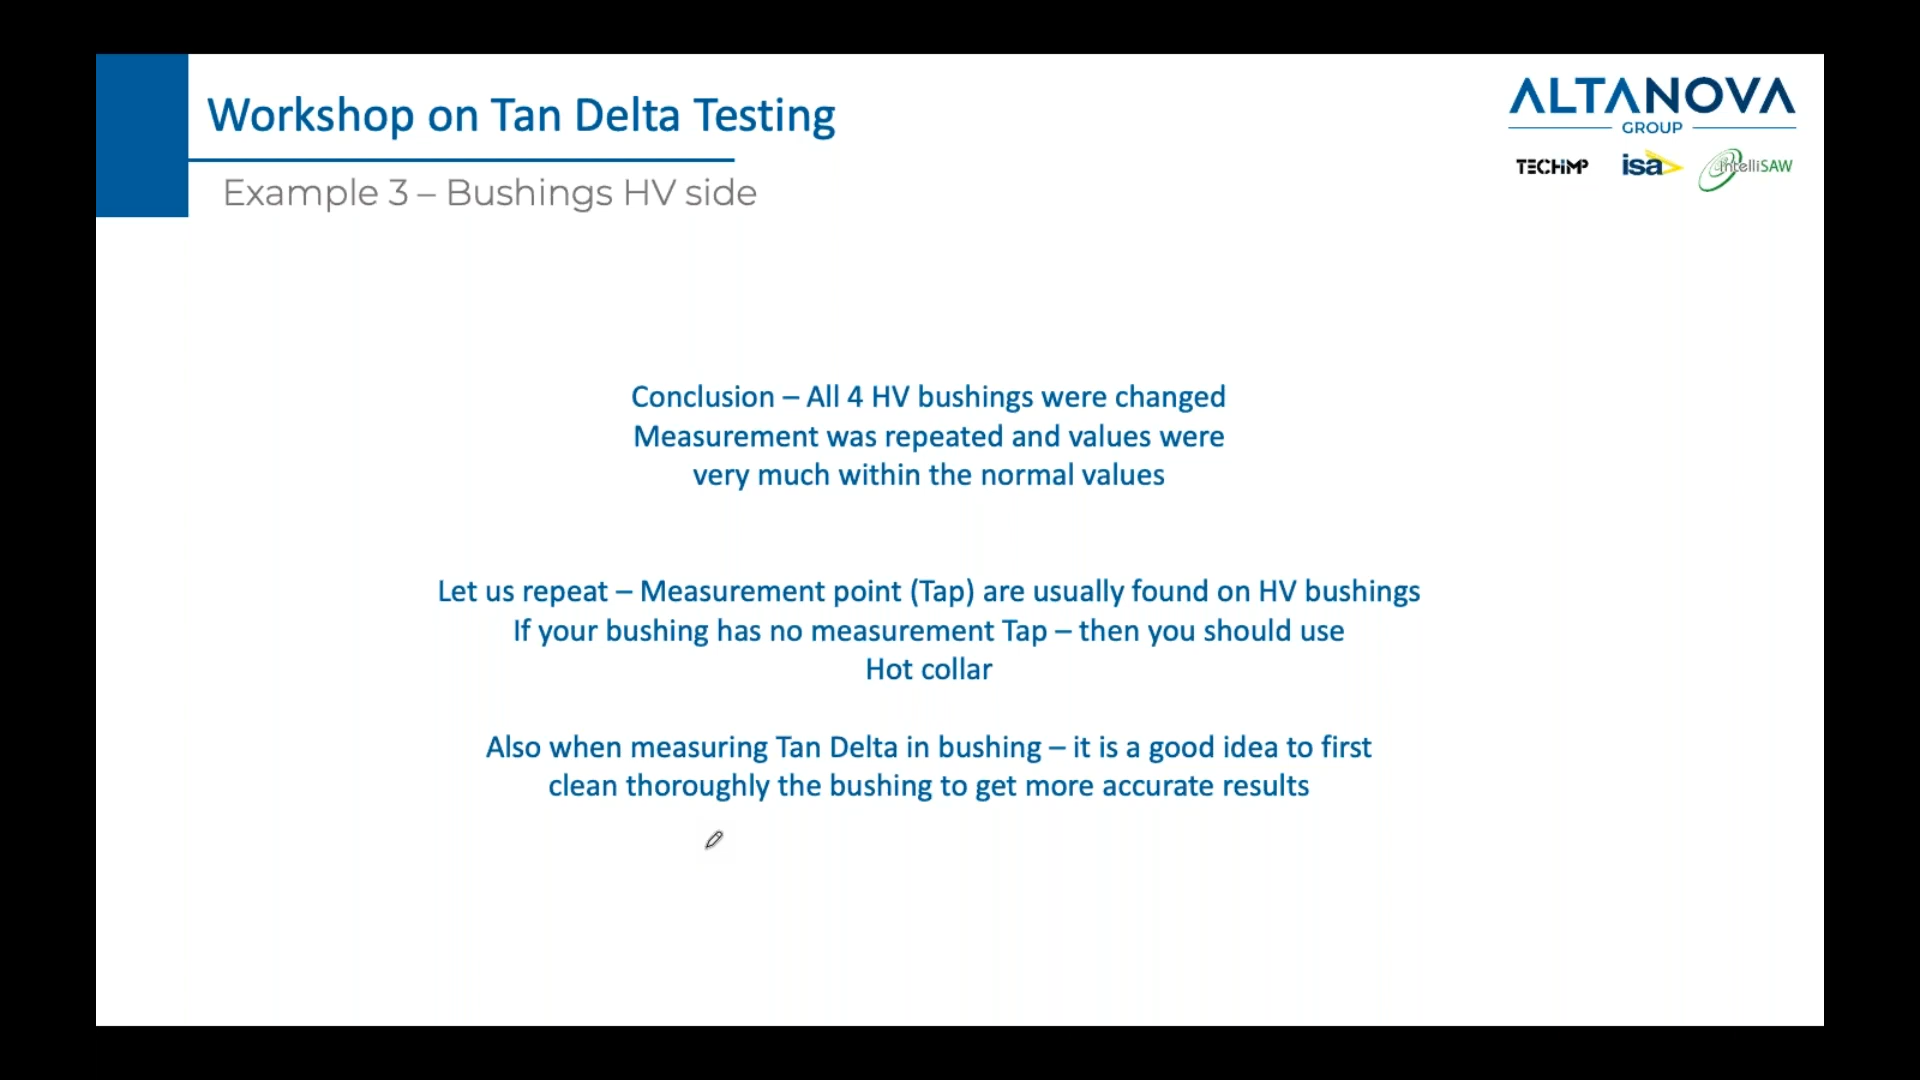 Workshop on Tan Delta Testing
Example 3 – Bushings HV side
ALTANOVA
GROUP
TECHIMP
isa
IntelliSAW
Conclusion – All 4 HV bushings were changed
Measurement was repeated and values were
very much within the normal values
Let us repeat – Measurement point (Tap) are usually found on HV bushings
If your bushing has no measurement Tap – then you should use
Hot collar
Also when measuring Tan Delta in bushing – it is a good idea to first
clean thoroughly the bushing to get more accurate results